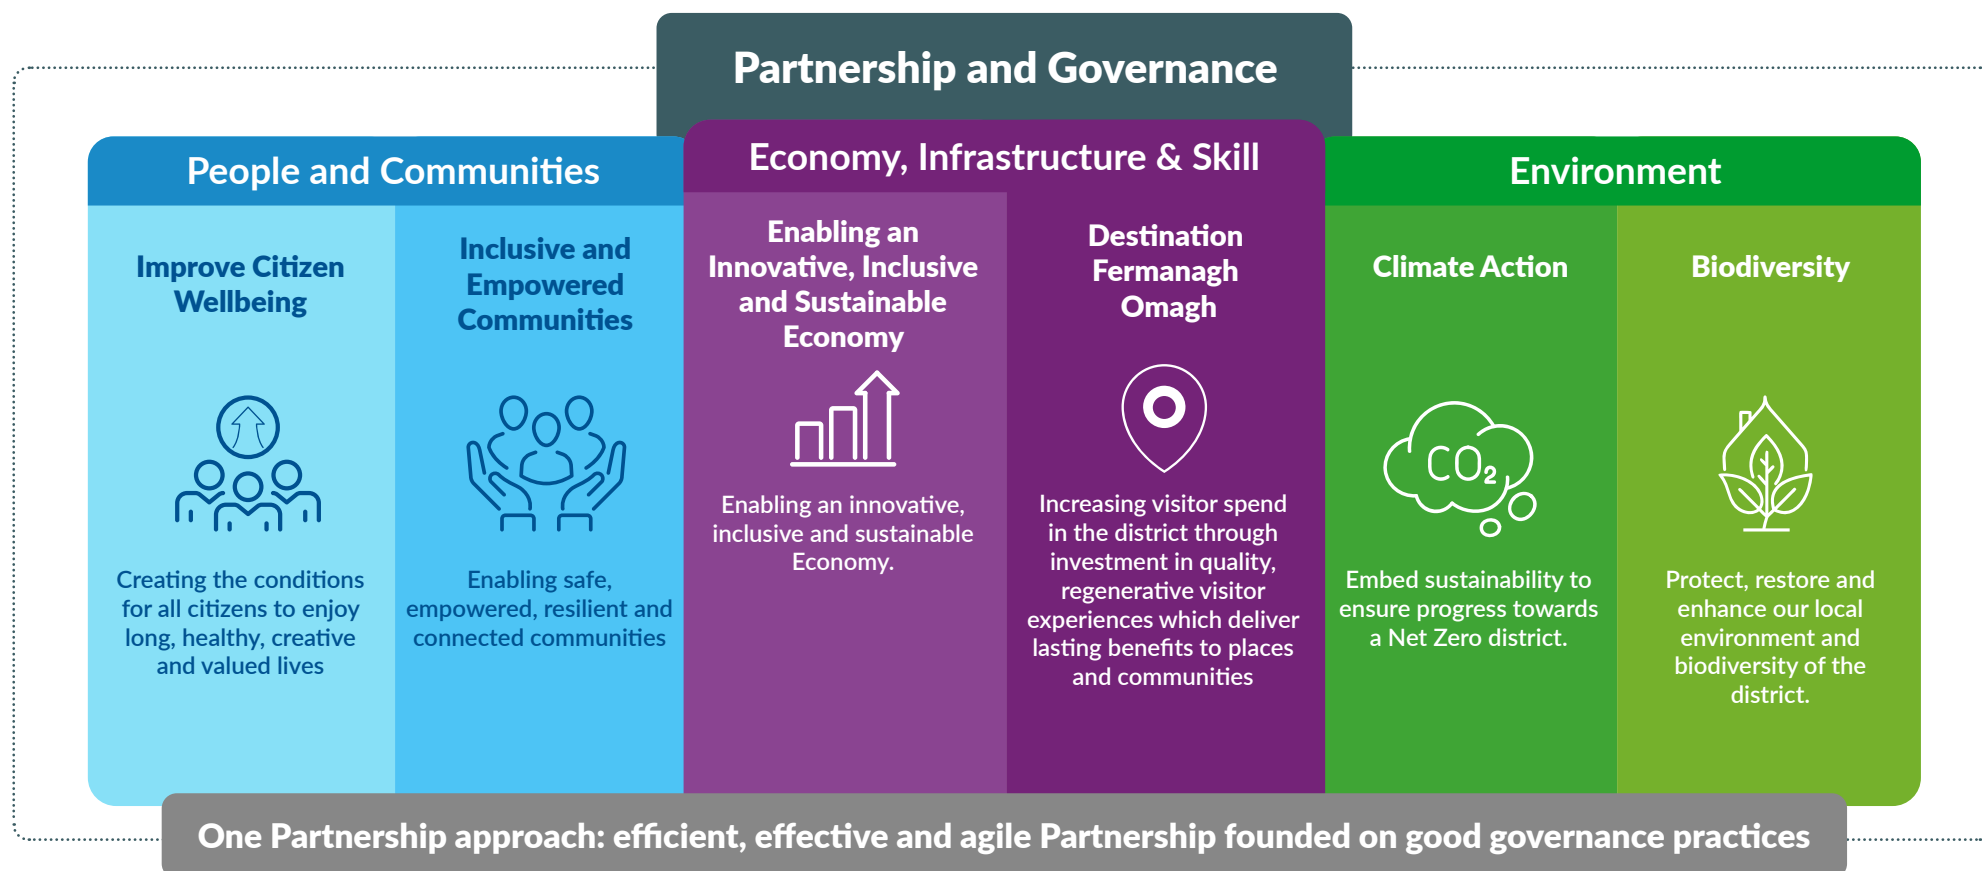 Partnership and Governance
People and Communities
Improve Citizen
Wellbeing
Creating the conditions
for all citizens to enjoy
long, healthy, creative
and valued lives
Inclusive and
Empowered
Communities
Enabling safe,
empowered, resilient and
connected communities
Economy, Infrastructure & Skill
Enabling an
Innovative, Inclusive
and Sustainable
Economy
Enabling an innovative,
inclusive and sustainable
Economy.
Destination
Fermanagh
Omagh
Increasing visitor spend
in the district through
investment in quality,
regenerative visitor
experiences which deliver
lasting benefits to places
and communities
Environment
Climate Action
CO2
Embed sustainability to
ensure progress towards
a Net Zero district.
Biodiversity
Protect, restore and
enhance our local
environment and
biodiversity of the
district.
One Partnership approach: efficient, effective and agile Partnership founded on good governance practices